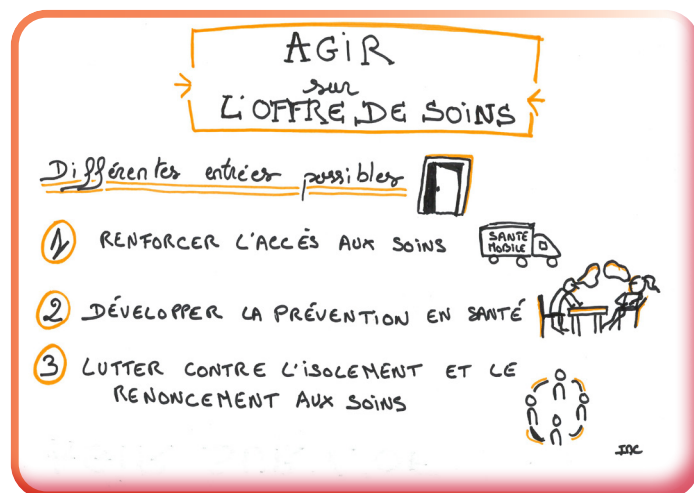 AGIR
sur
L'OFFRE DE SOINS
Différentes entrées possibles
1 RENFORCER L'ACCÈS AUX SOINS
SANTÉ
MOBILE
2 DÉVELOPPER LA PRÉVENTION EN SANTÉ
3 LUTTER CONTRE L'ISOLEMENT ET LE
RENONCEMENT AUX SOINS